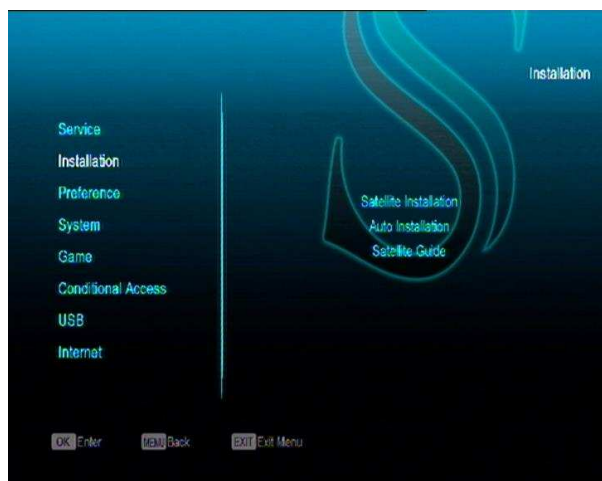 Installation
Service
Installation
Preference
System
Game
Conditional Access
USB
Internet
Satellite Installation
Auto Installation
Satellite Guide
OK Enter MENU Back EXIT Exit Menu